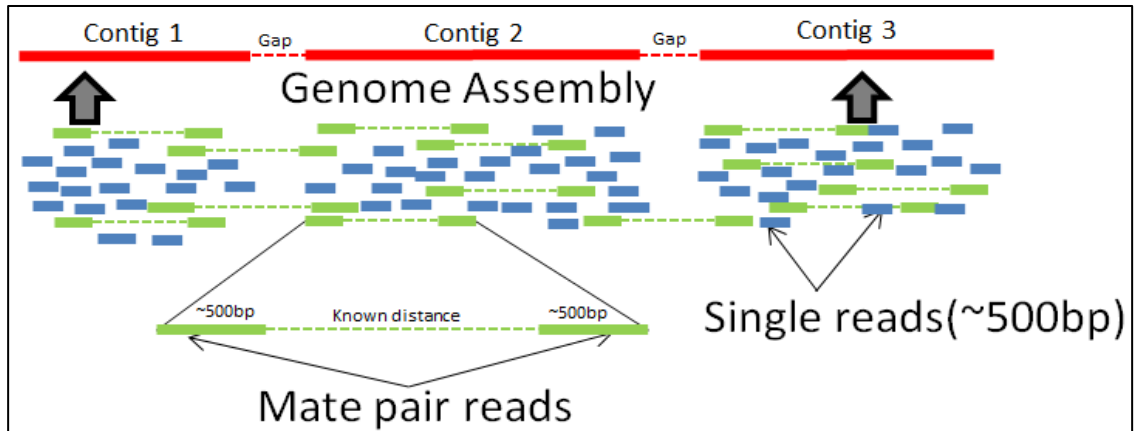 Contig 1
Gap
Contig 2
Gap
Contig 3
Genome Assembly
~500bp
Known distance
~500bp
Single reads(~500bp)
Mate pair reads